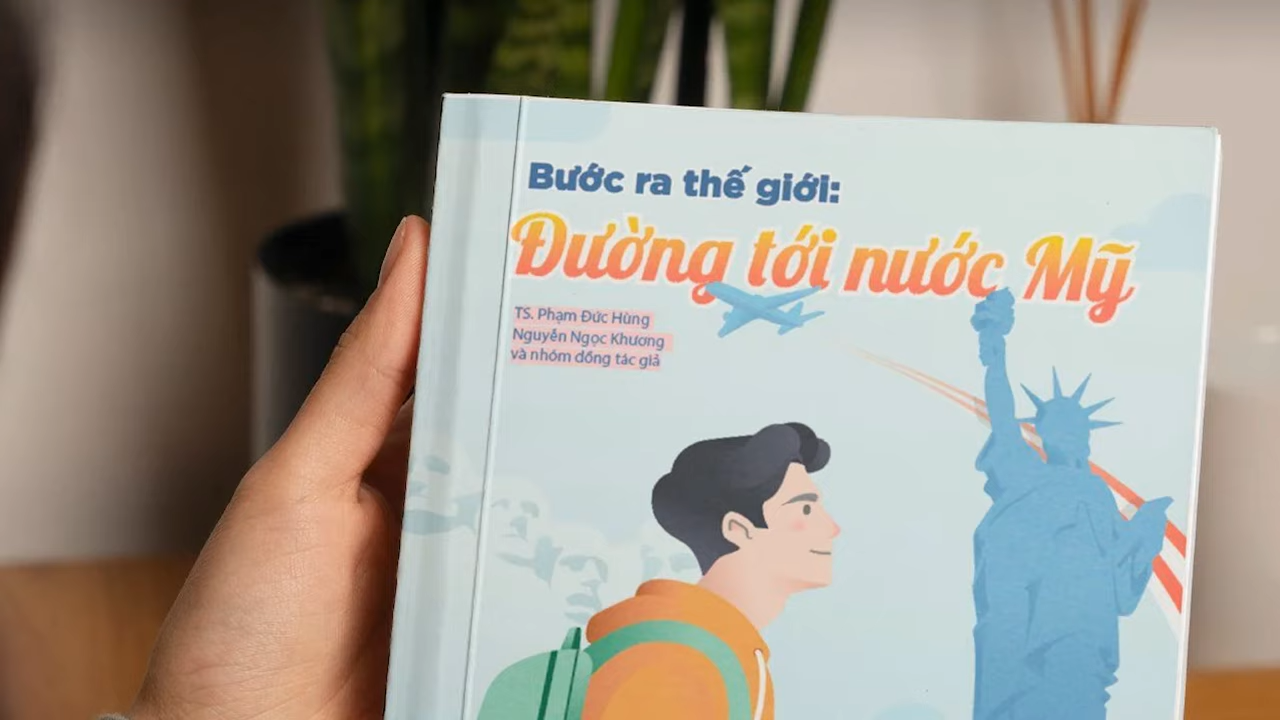 Bước ra thế giới:
Đường tới nước Mỹ
TS. Phạm Đức Hùng
Nguyễn Ngọc Khương
và nhóm đồng tác giả